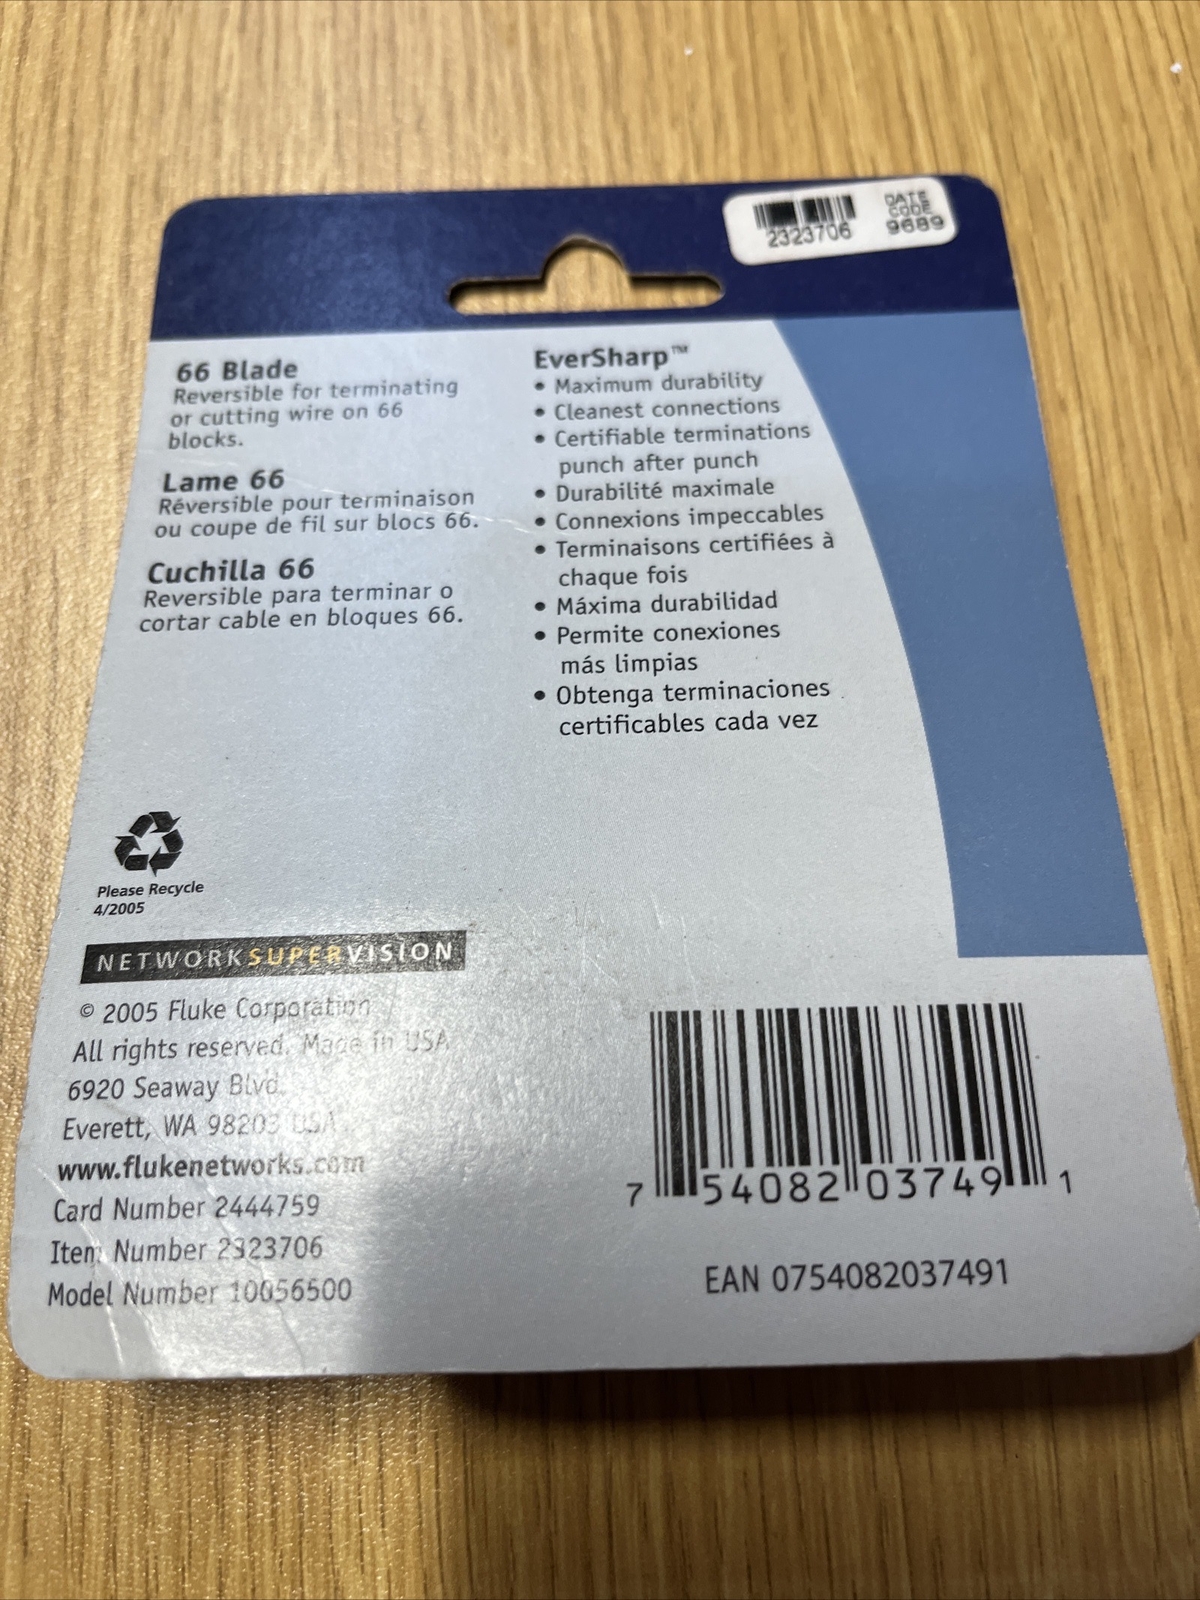 2323706
DATE
CODE
9689
66 Blade
Reversible for terminating
or cutting wire on 66
blocks.
Lame 66
Réversible pour terminaison
ou coupe de fil sur blocs 66.
Cuchilla 66
Reversible para terminar o
cortar cable en bloques 66.
EverSharp™
• Maximum durability
• Cleanest connections
• Certifiable terminations
punch after punch
• Durabilité maximale
• Connexions impeccables
• Terminaisons certifiées à
chaque fois
• Máxima durabilidad
• Permite conexiones
más limpias
• Obtenga terminaciones
certificables cada vez
Please Recycle
4/2005
NETWORKSUPERVISION
© 2005 Fluke Corporation
All rights reserved. Made in USA
6920 Seaway Blvd.
Everett, WA 98203 USA
www.flukenetworks.com
Card Number 2444759
Item Number 2323706
Model Number 10056500
7 54082 03749 1
EAN 0754082037491